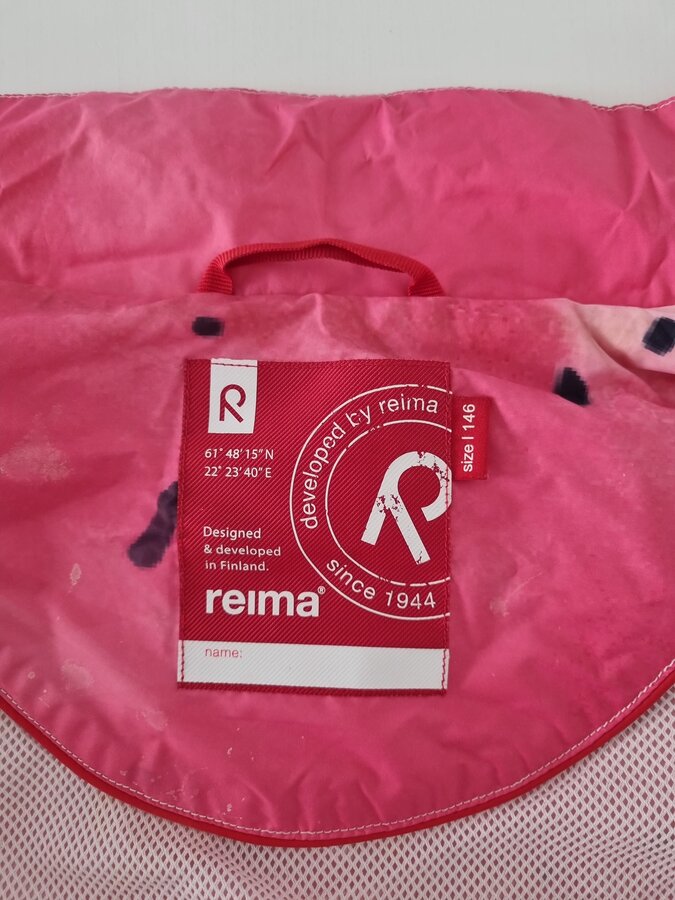 R
61° 48' 15" N
22° 23' 40" E
Designed
& developed
in Finland.
reima®
name:
developed by reima
R
since 1944
size | 146